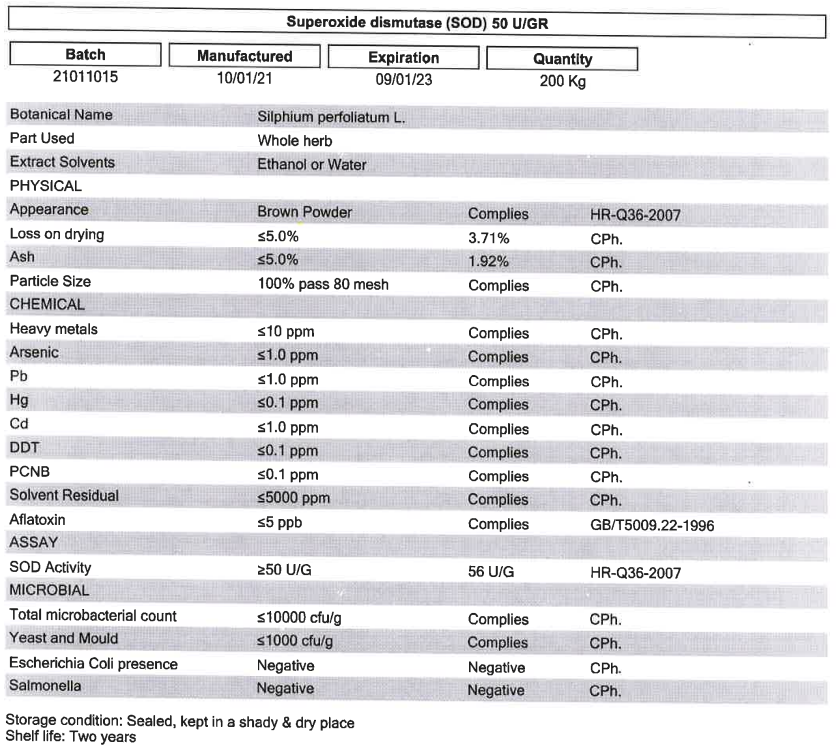 Superoxide dismutase (SOD) 50 U/GR
Batch Manufactured Expiration Quantity
21011015 10/01/21 09/01/23 200 Kg
Botanical Name Silphium perfoliatum L.
Part Used Whole herb
Extract Solvents Ethanol or Water
PHYSICAL
Appearance Brown Powder Complies HR-Q36-2007
Loss on drying ≤5.0% 3.71% CPh.
Ash ≤5.0% 1.92% CPh.
Particle Size 100% pass 80 mesh Complies CPh.
CHEMICAL
Heavy metals ≤10 ppm Complies CPh.
Arsenic ≤1.0 ppm Complies CPh.
Pb ≤1.0 ppm Complies CPh.
Hg ≤0.1 ppm Complies CPh.
Cd ≤1.0 ppm Complies CPh.
DDT ≤0.1 ppm Complies CPh.
PCNB ≤0.1 ppm Complies CPh.
Solvent Residual ≤5000 ppm Complies CPh.
Aflatoxin ≤5 ppb Complies GB/T5009.22-1996
ASSAY
SOD Activity ≥50 U/G 56 U/G HR-Q36-2007
MICROBIAL
Total microbacterial count ≤10000 cfu/g Complies CPh.
Yeast and Mould ≤1000 cfu/g Complies CPh.
Escherichia Coli presence Negative Negative CPh.
Salmonella Negative Negative CPh.
Storage condition: Sealed, kept in a shady & dry place
Shelf life: Two years